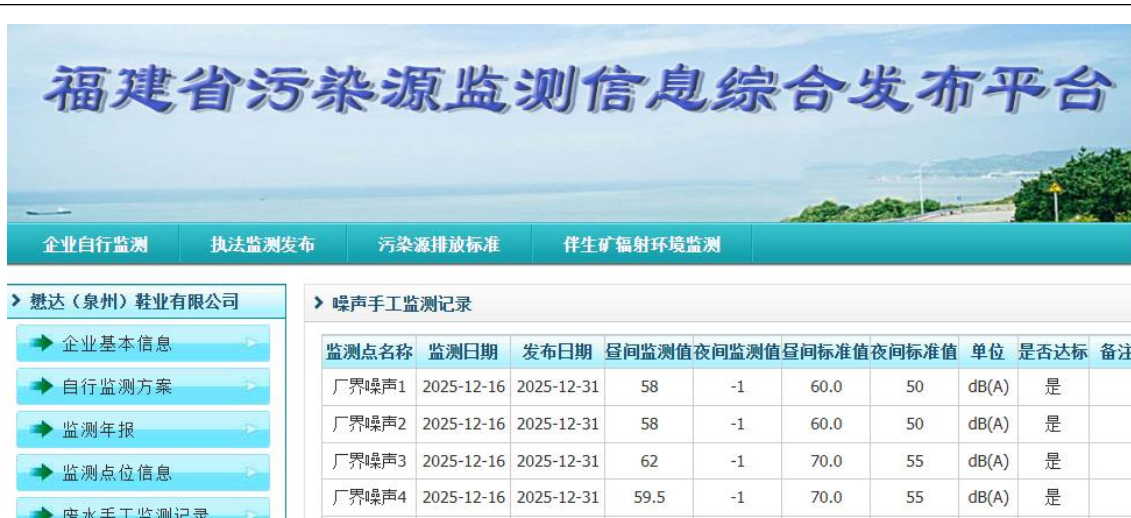 福建省污染源监测信息综合发布平台
企业自行监测 执法监测发布 污染源排放标准 伴生矿辐射环境监测
懋达（泉州）鞋业有限公司
企业基本信息
自行监测方案
监测年报
监测点位信息
废水手工监测记录
噪声手工监测记录
监测点名称 监测日期 发布日期 昼间监测值 夜间监测值 昼间标准值 夜间标准值 单位 是否达标 备注
厂界噪声1 2025-12-16 2025-12-31 58 -1 60.0 50 dB(A) 是
厂界噪声2 2025-12-16 2025-12-31 58 -1 60.0 50 dB(A) 是
厂界噪声3 2025-12-16 2025-12-31 62 -1 70.0 55 dB(A) 是
厂界噪声4 2025-12-16 2025-12-31 59.5 -1 70.0 55 dB(A) 是